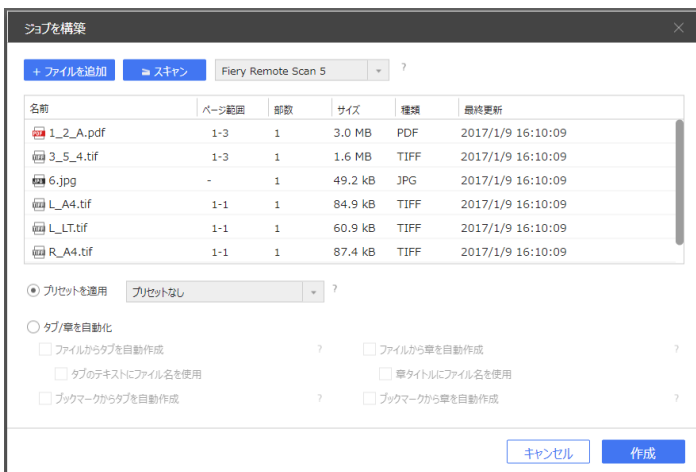 ジョブを構築
+ ファイルを追加 スキャン Fiery Remote Scan 5 ?
名前 ページ範囲 部数 サイズ 種類 最終更新
1_2_A.pdf 1-3 1 3.0 MB PDF 2017/1/9 16:10:09
3_5_4.tif 1-3 1 1.6 MB TIFF 2017/1/9 16:10:09
6.jpg - 1 49.2 kB JPG 2017/1/9 16:10:09
L_A4.tif 1-1 1 84.9 kB TIFF 2017/1/9 16:10:09
L_LT.tif 1-1 1 60.9 kB TIFF 2017/1/9 16:10:09
R_A4.tif 1-1 1 87.4 kB TIFF 2017/1/9 16:10:09
プリセットを適用 プリセットなし ?
タブ/章を自動化
ファイルからタブを自動作成 ? ファイルから章を自動作成 ?
タブのテキストにファイル名を使用 章タイトルにファイル名を使用
ブックマークからタブを自動作成 ? ブックマークから章を自動作成 ?
キャンセル 作成